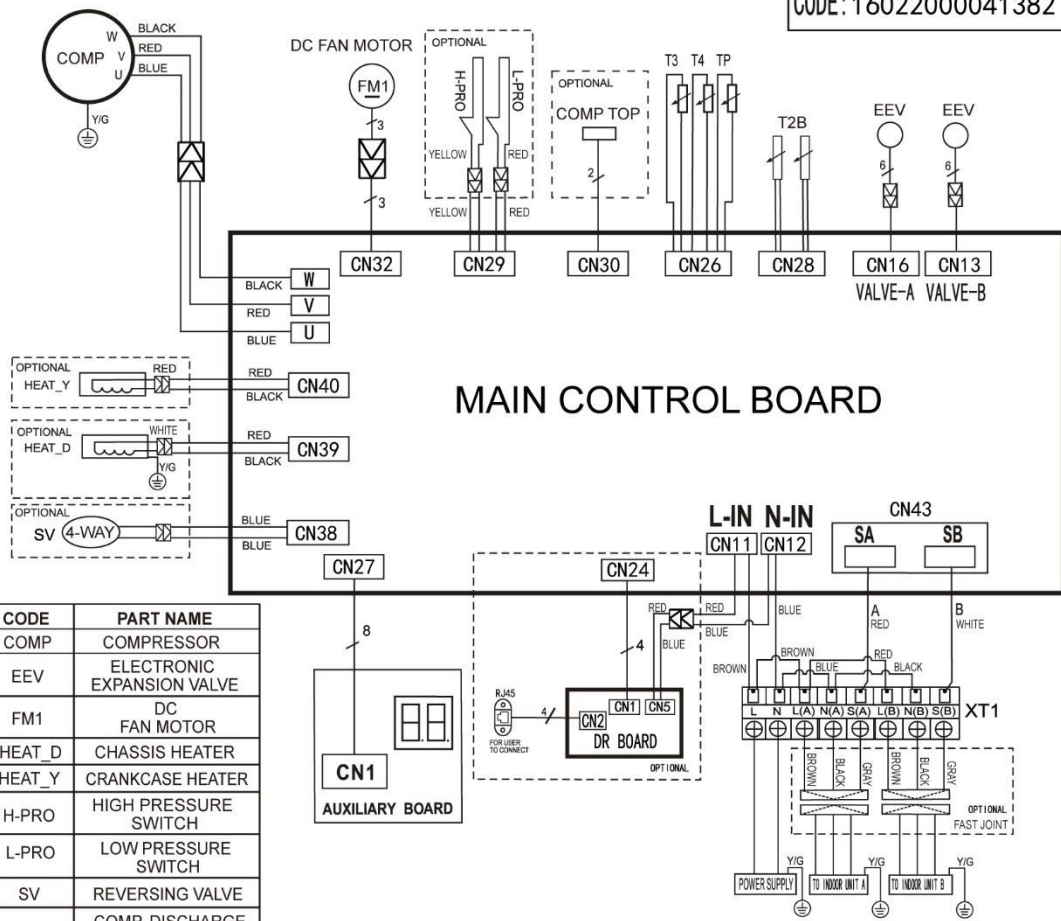 CODE:16022000041382
COMP
W
V
U
BLACK
RED
BLUE
Y/G
DC FAN MOTOR
FM1
3
3
OPTIONAL
H-PRO
L-PRO
YELLOW
RED
YELLOW
RED
OPTIONAL
COMP TOP
2
T3 T4 TP
T2B
EEV
EEV
6
6
CN32
CN29
CN30
CN26
CN28
CN16
CN13
VALVE-A
VALVE-B
BLACK
W
RED
V
BLUE
U
OPTIONAL
HEAT_Y
RED
RED
BLACK
CN40
OPTIONAL
HEAT_D
WHITE
Y/G
RED
BLACK
CN39
OPTIONAL
SV
4-WAY
BLUE
BLUE
CN38
MAIN CONTROL BOARD
CN27
CN24
L-IN N-IN
CN11
CN12
CN43
SA
SB
8
CN1
AUXILIARY BOARD
8.8.
4
RED
BLUE
RED
BLUE
BLUE
RJ45
FOR USER
TO CONNECT
4
CN2
CN1
CN5
DR BOARD
OPTIONAL
A
RED
B
WHITE
BROWN
BROWN
BLUE
RED
BLACK
L N L(A) N(A) S(A) L(B) N(B) S(B)
XT1
BROWN
BLACK
GRAY
BROWN
BLACK
GRAY
OPTIONAL
FAST JOINT
POWER SUPPLY
Y/G
TO INDOOR UNIT A
Y/G
TO INDOOR UNIT B
Y/G
CODE PART NAME
COMP COMPRESSOR
EEV ELECTRONIC
EXPANSION VALVE
FM1 DC
FAN MOTOR
HEAT_D CHASSIS HEATER
HEAT_Y CRANKCASE HEATER
H-PRO HIGH PRESSURE
SWITCH
L-PRO LOW PRESSURE
SWITCH
SV REVERSING VALVE
COMP. DISCHARGE